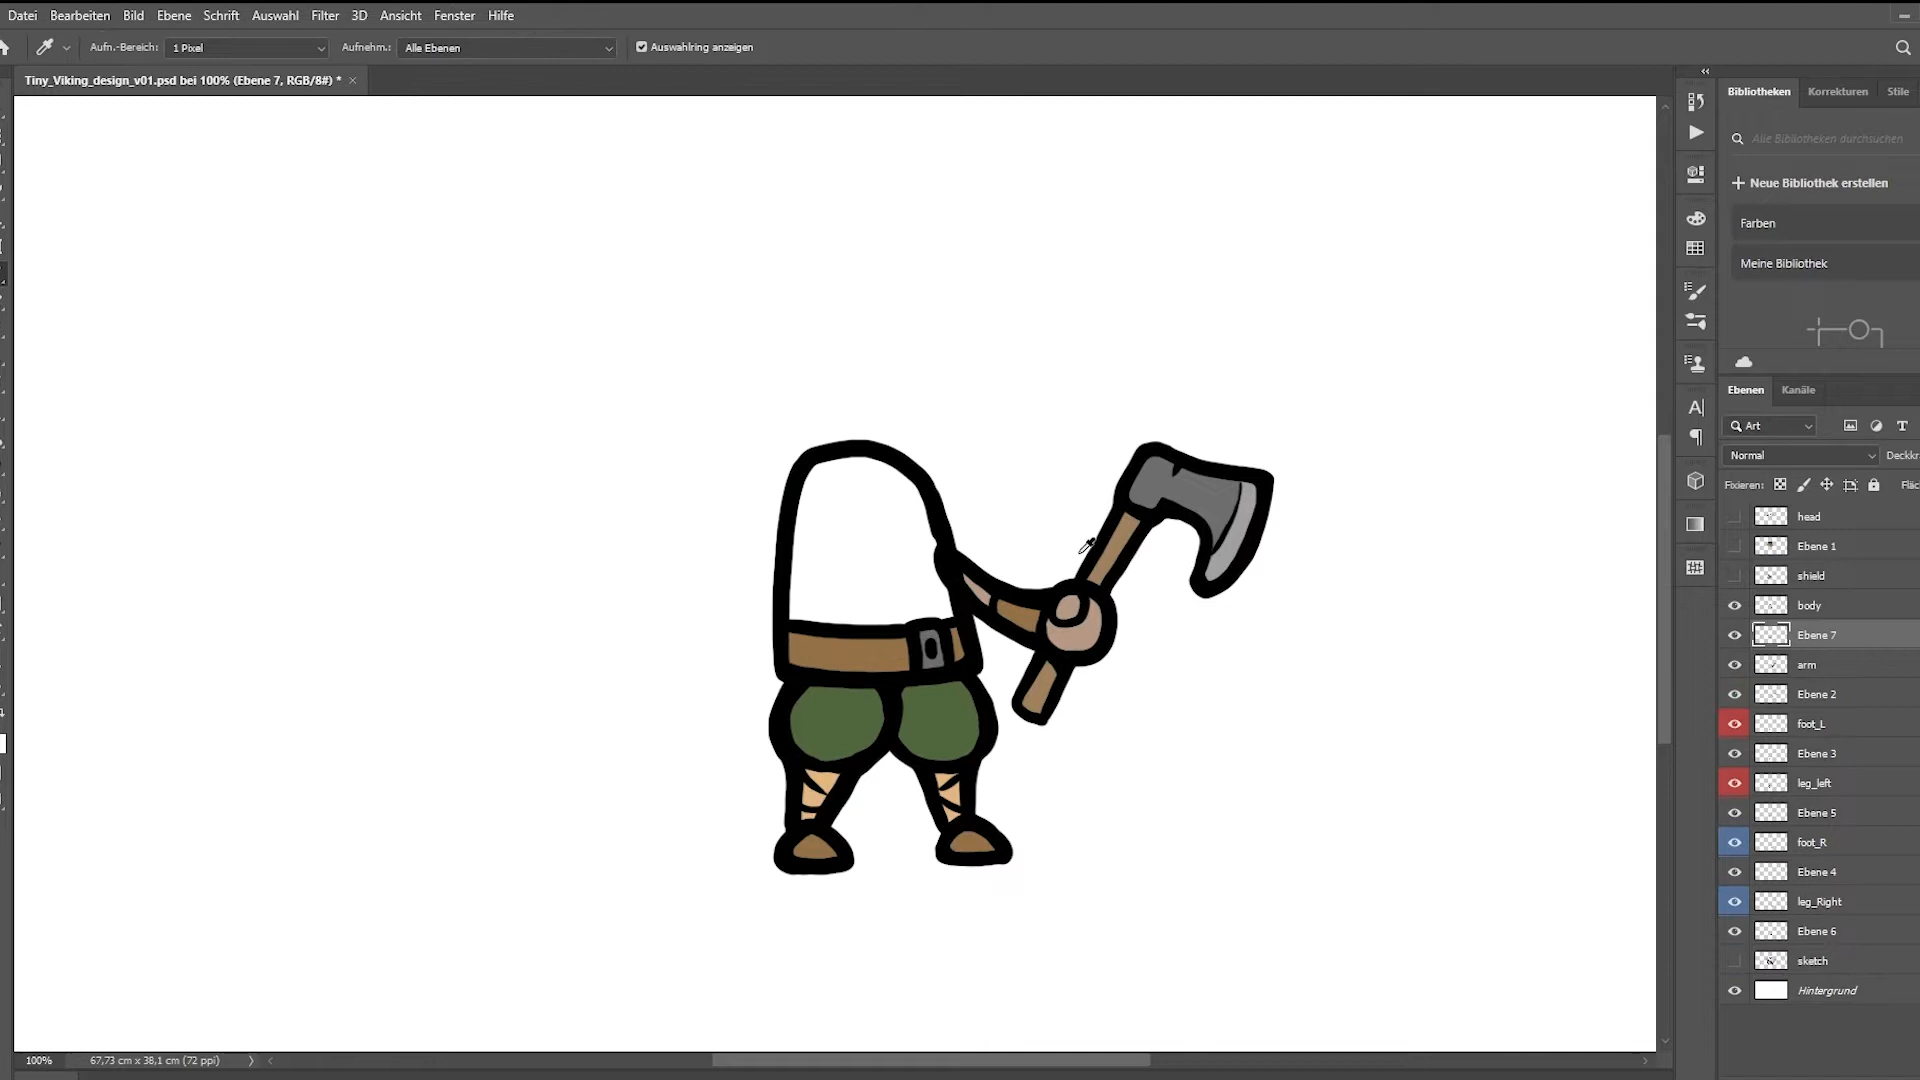 Datei Bearbeiten Bild Ebene Schrift Auswahl Filter 3D Ansicht Fenster Hilfe
Aufn.-Bereich: 1 Pixel Aufnehm.: Alle Ebenen Auswahlring anzeigen
Tiny_Viking_design_v01.psd bei 100% (Ebene 7, RGB/8#) *
Bibliotheken Korrekturen Stile
Alle Bibliotheken durchsuchen
Neue Bibliothek erstellen
Farben
Meine Bibliothek
Ebenen Kanäle
Art
Normal Deckkr
Fixieren: Fläc
head
Ebene 1
shield
body
Ebene 7
arm
Ebene 2
foot_L
Ebene 3
leg_left
Ebene 5
foot_R
Ebene 4
leg_Right
Ebene 6
sketch
Hintergrund
100% 67,73 cm x 38,1 cm (72 ppi)